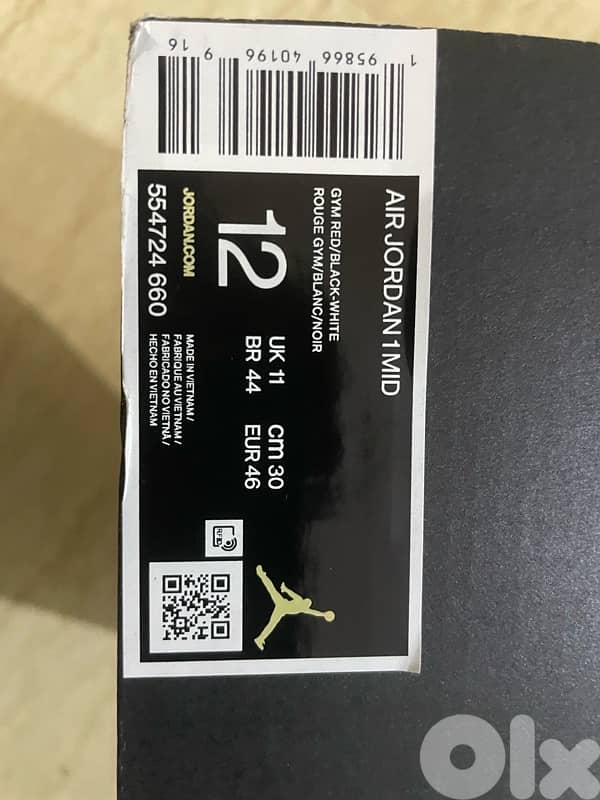 1 95866 40196 9 16
AIR JORDAN 1 MID
GYM RED/BLACK-WHITE
ROUGE GYM/BLANC/NOIR
12
UK 11 cm 30
BR 44 EUR 46
JORDAN.COM
554724 660
MADE IN VIETNAM /
FABRIQUE AU VIETNAM /
FABRICADO NO VIETNÃ /
HECHO EN VIETNAM
RFID
Olx